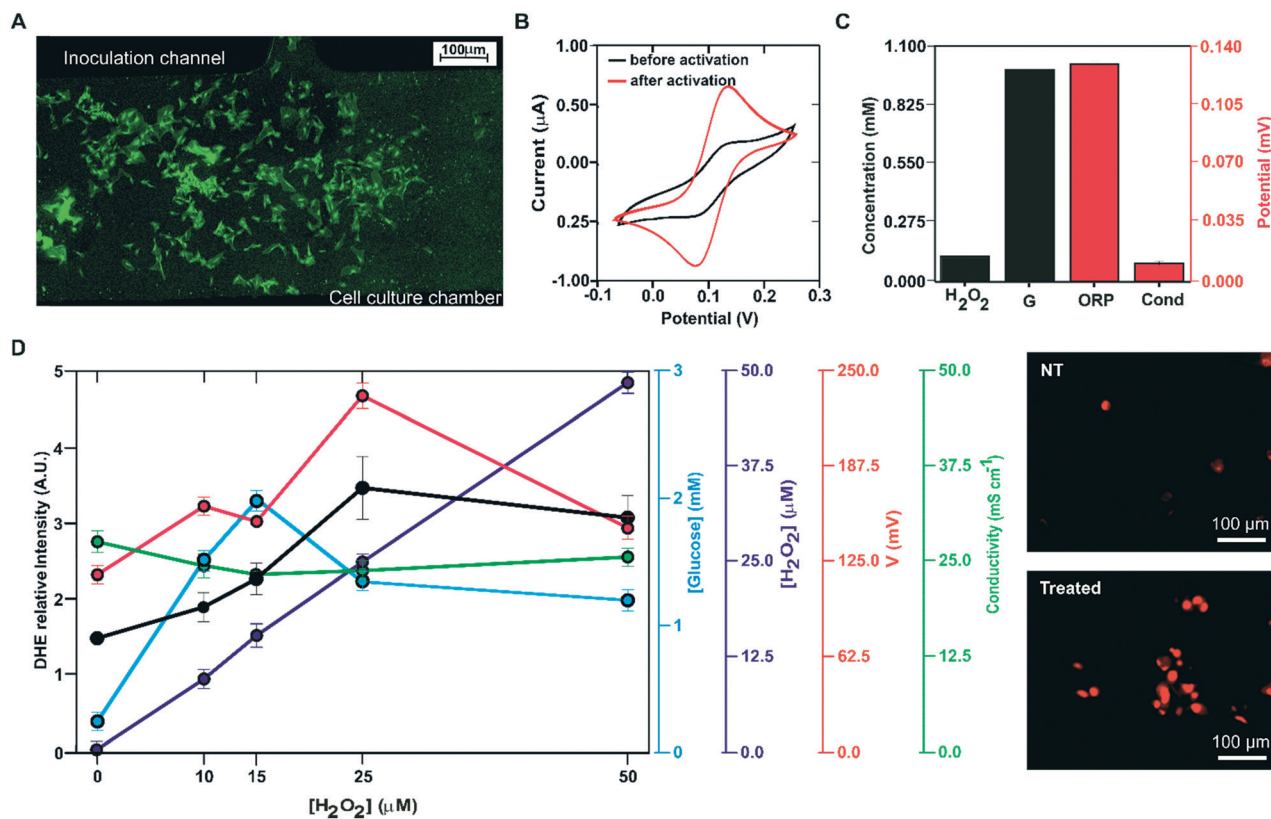 A
Inoculation channel
100μm
Cell culture chamber
B
1.00
0.50
0.00
0.25
-1.00
Current (μA)
before activation
after activation
-0.1
0.0
0.1
0.2
0.3
Potential (V)
C
1.100
0.825
0.550
0.275
0.000
Concentration (mM)
H₂O₂
G
ORP
Cond
0.140
0.105
0.070
0.035
0.000
Potential (mV)
D
5
4
3
2
1
0
DHE relative Intensity (A.U.)
0
10
15
25
50
[H₂O₂] (μM)
3
2
1
0
[Glucose] (mM)
50.0
37.5
25.0
12.5
0.0
[H₂O₂] (μM)
250.0
187.5
125.0
62.5
0.0
V (mV)
50.0
37.5
25.0
12.5
0.0
Conductivity (mS cm⁻¹)
NT
100 μm
Treated
100 μm